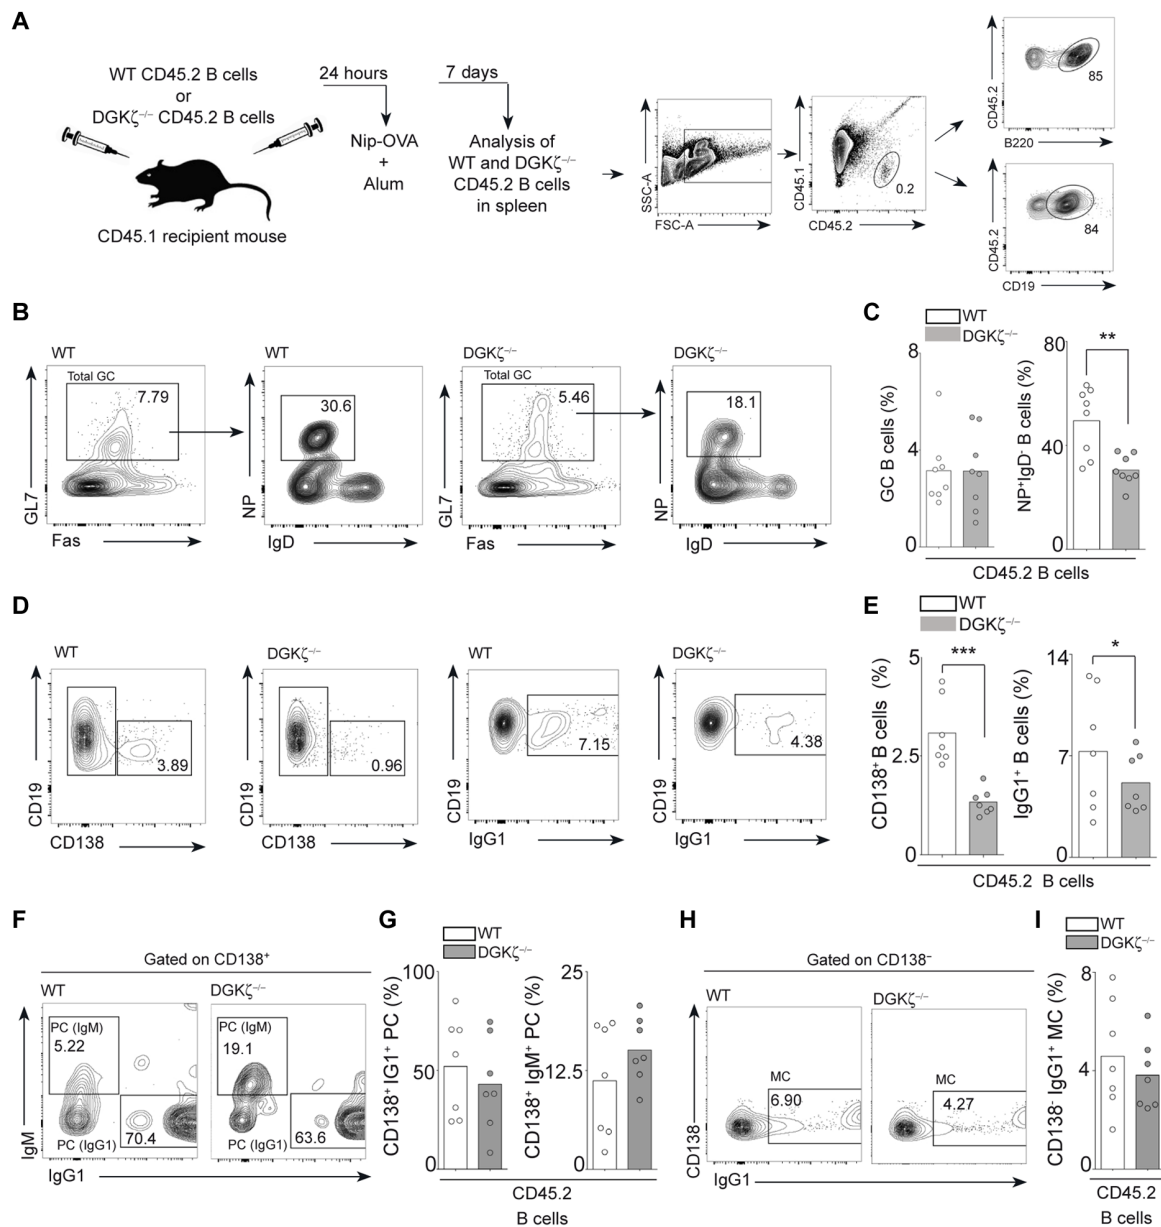 A
WT CD45.2 B cells
or
DGKζ−/− CD45.2 B cells
CD45.1 recipient mouse
24 hours
Nip-OVA
+
Alum
7 days
Analysis of
WT and DGKζ−/−
CD45.2 B cells
in spleen
SSC-A
FSC-A
CD45.1
0.2
CD45.2
CD45.2
85
B220
CD45.2
84
CD19
B
WT
Total GC
7.79
GL7
Fas
WT
30.6
NP
IgD
DGKζ−/−
Total GC
5.46
GL7
Fas
DGKζ−/−
18.1
NP
IgD
C
WT
DGKζ−/−
8
4
0
GC B cells (%)
80
40
0
NP+IgD- B cells (%)
**
CD45.2 B cells
D
WT
3.89
CD19
CD138
DGKζ−/−
0.96
CD19
CD138
WT
7.15
CD19
IgG1
DGKζ−/−
4.38
CD19
IgG1
E
WT
DGKζ−/−
5
2.5
0
CD138+ B cells (%)
***
14
7
0
IgG1+ B cells (%)
*
CD45.2 B cells
F
Gated on CD138+
WT
PC (IgM)
5.22
PC (IgG1)
70.4
IgM
DGKζ−/−
PC (IgM)
19.1
PC (IgG1)
63.6
IgG1
G
WT
DGKζ−/−
100
50
0
CD138+IG1+ PC (%)
25
12.5
0
CD138+ IgM+ PC (%)
CD45.2
B cells
H
Gated on CD138−
WT
MC
6.90
CD138
DGKζ−/−
MC
4.27
IgG1
I
WT
DGKζ−/−
8
4
0
CD138- IgG1+ MC (%)
CD45.2
B cells